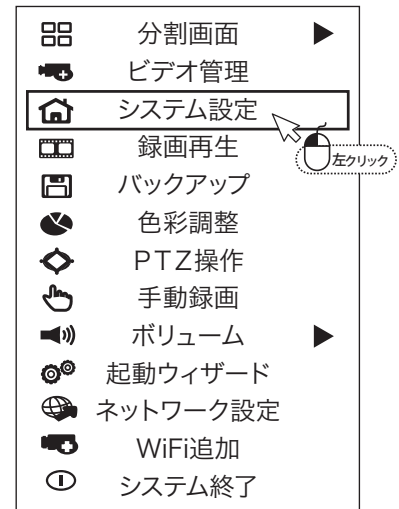 分割画面
ビデオ管理
システム設定
録画再生
左クリック
バックアップ
色彩調整
PTZ操作
手動録画
ボリューム
起動ウィザード
ネットワーク設定
WiFi追加
システム終了